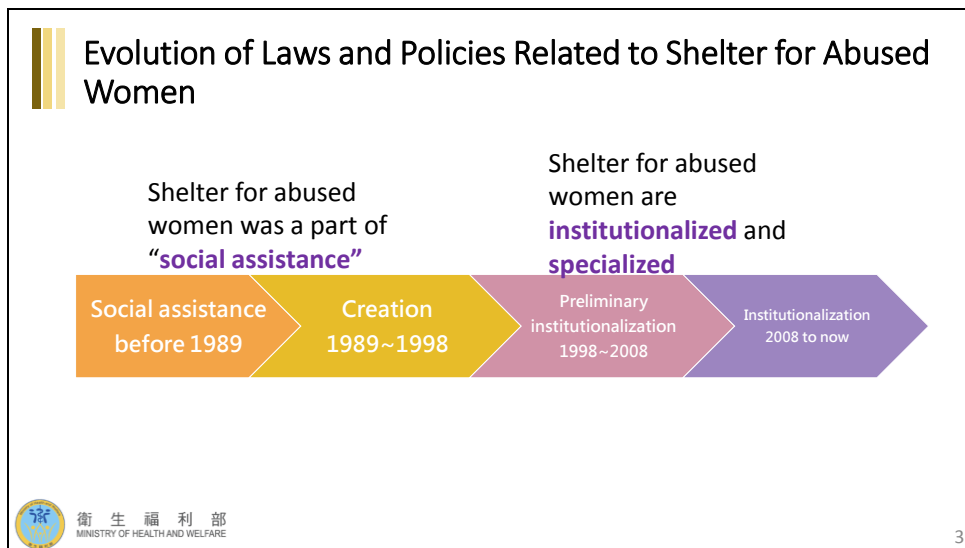 Evolution of Laws and Policies Related to Shelter for Abused
Women
Shelter for abused
women was a part of
“social assistance”
Shelter for abused
women are
institutionalized and
specialized
Social assistance
before 1989
Creation
1989~1998
Preliminary
institutionalization
1998~2008
Institutionalization
2008 to now
衛生福利部
MINISTRY OF HEALTH AND WELFARE
3